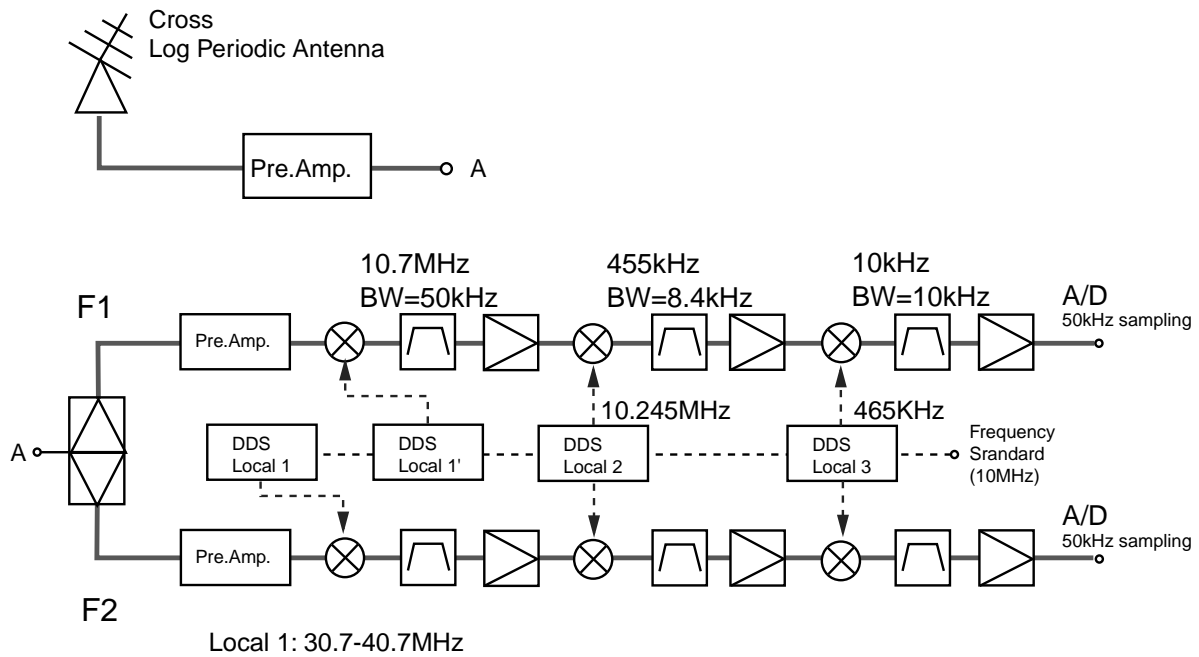 Cross
Log Periodic Antenna
Pre.Amp.
A
10.7MHz
BW=50kHz
455kHz
BW=8.4kHz
10kHz
BW=10kHz
A/D
50kHz sampling
F1
Pre.Amp.
10.245MHz
465KHz
A
DDS
Local 1
DDS
Local 1'
DDS
Local 2
DDS
Local 3
Frequency
Srandard
(10MHz)
A/D
50kHz sampling
Pre.Amp.
F2
Local 1: 30.7-40.7MHz